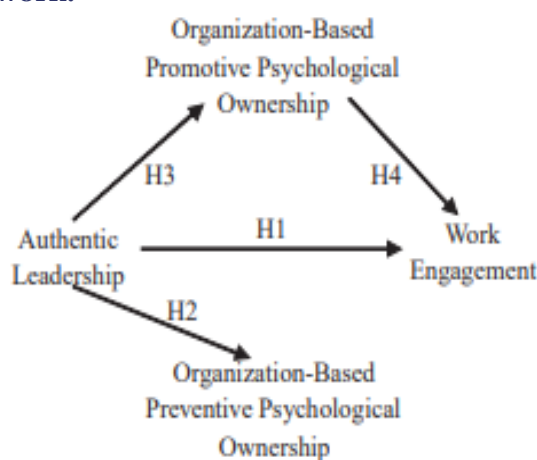 Organization-Based
Promotive Psychological
Ownership
H3
H4
H1
Authentic
Leadership
Work
Engagement
H2
Organization-Based
Preventive Psychological
Ownership